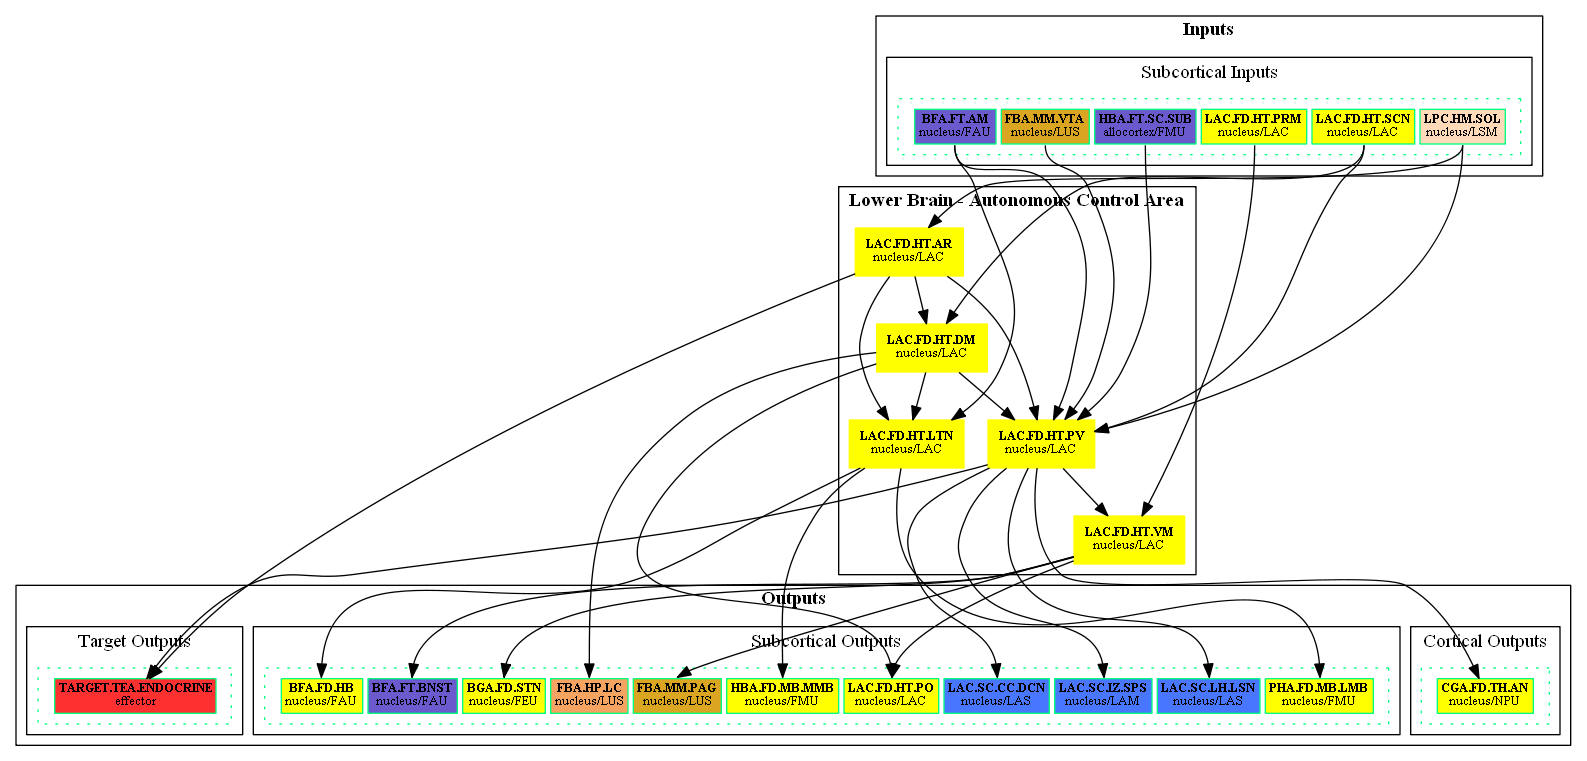 Inputs
Subcortical Inputs
BFA.FT.AM
nucleus/FAU
FBA.MM.VTA
nucleus/LUS
HBA.FT.SC.SUB
allocortex/FMU
LAC.FD.HT.PRM
nucleus/LAC
LAC.FD.HT.SCN
nucleus/LAC
LPC.HM.SOL
nucleus/LSM
Lower Brain - Autonomous Control Area
LAC.FD.HT.AR
nucleus/LAC
LAC.FD.HT.DM
nucleus/LAC
LAC.FD.HT.LTN
nucleus/LAC
LAC.FD.HT.PV
nucleus/LAC
LAC.FD.HT.VM
nucleus/LAC
Outputs
Target Outputs
TARGET.TEA.ENDOCRINE
effector
Subcortical Outputs
BFA.FD.HB
nucleus/FAU
BFA.FT.BNST
nucleus/FAU
BGA.FD.STN
nucleus/FEU
FBA.HP.LC
nucleus/LUS
FBA.MM.PAG
nucleus/LUS
HBA.FD.MB.MMB
nucleus/FMU
LAC.FD.HT.PO
nucleus/LAC
LAC.SC.CC.DCN
nucleus/LAS
LAC.SC.IZ.SPS
nucleus/LAM
LAC.SC.LH.LSN
nucleus/LAS
PHA.FD.MB.LMB
nucleus/FMU
Cortical Outputs
CGA.FD.TH.AN
nucleus/NPU